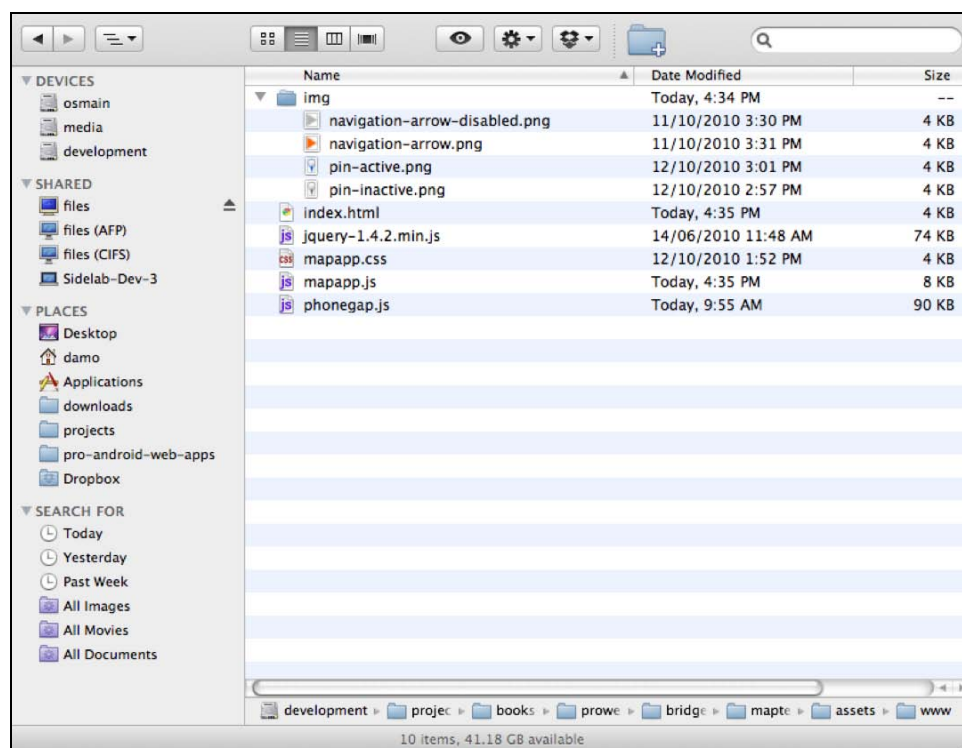 Name Date Modified Size
DEVICES
osmain
media
development
SHARED
files
files (AFP)
files (CIFS)
Sidelab-Dev-3
PLACES
Desktop
damo
Applications
downloads
projects
pro-android-web-apps
Dropbox
SEARCH FOR
Today
Yesterday
Past Week
All Images
All Movies
All Documents
img Today, 4:34 PM --
navigation-arrow-disabled.png 11/10/2010 3:30 PM 4 KB
navigation-arrow.png 11/10/2010 3:31 PM 4 KB
pin-active.png 12/10/2010 3:01 PM 4 KB
pin-inactive.png 12/10/2010 2:57 PM 4 KB
index.html Today, 4:35 PM 4 KB
js jquery-1.4.2.min.js 14/06/2010 11:48 AM 74 KB
css mapapp.css 12/10/2010 1:52 PM 4 KB
js mapapp.js Today, 4:35 PM 8 KB
js phonegap.js Today, 9:55 AM 90 KB
development projec books prowe bridge mapte assets www
10 items, 41.18 GB available